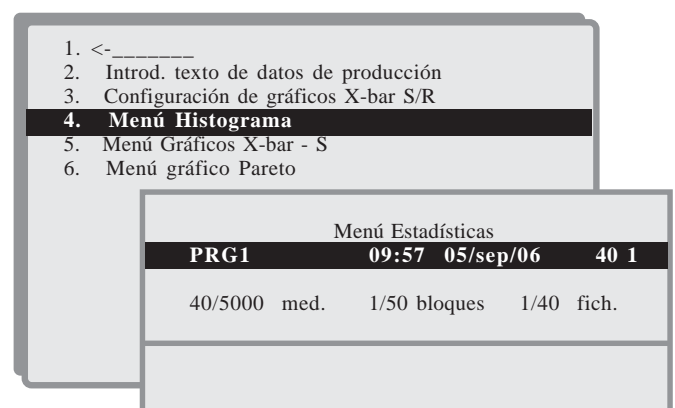 1. <-_______
2. Introd. texto de datos de producción
3. Configuración de gráficos X-bar S/R
4. Menú Histograma
5. Menú Gráficos X-bar - S
6. Menú gráfico Pareto
Menú Estadísticas
PRG1 09:57 05/sep/06 40 1
40/5000 med. 1/50 bloques 1/40 fich.